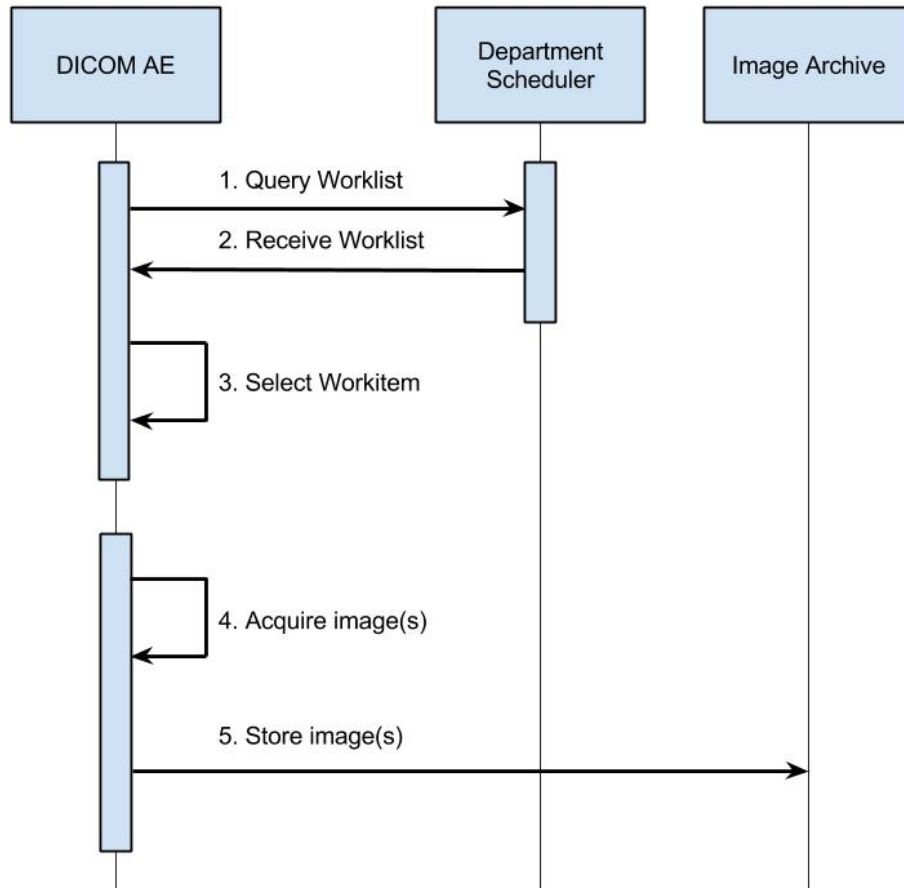 DICOM AE
Department
Scheduler
Image Archive
1. Query Worklist
2. Receive Worklist
3. Select Workitem
4. Acquire image(s)
5. Store image(s)